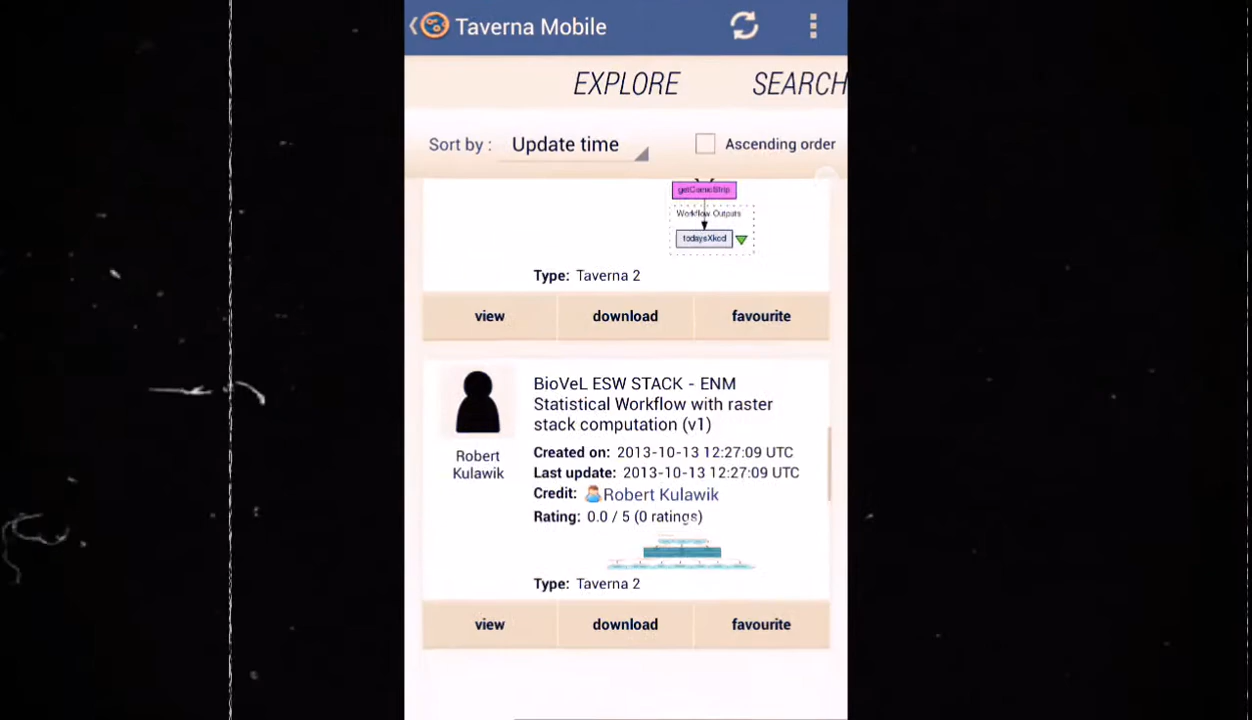 Taverna Mobile
EXPLORE
SEARCH
Sort by :
Update time
Ascending order
getComicStrip
Workflow Outputs
todaysXkcd
Type: Taverna 2
view
download
favourite
BioVeL ESW STACK - ENM
Statistical Workflow with raster
stack computation (v1)
Robert
Kulawik
Created on: 2013-10-13 12:27:09 UTC
Last update: 2013-10-13 12:27:09 UTC
Credit: Robert Kulawik
Rating: 0.0 / 5 (0 ratings)
Type: Taverna 2
view
download
favourite